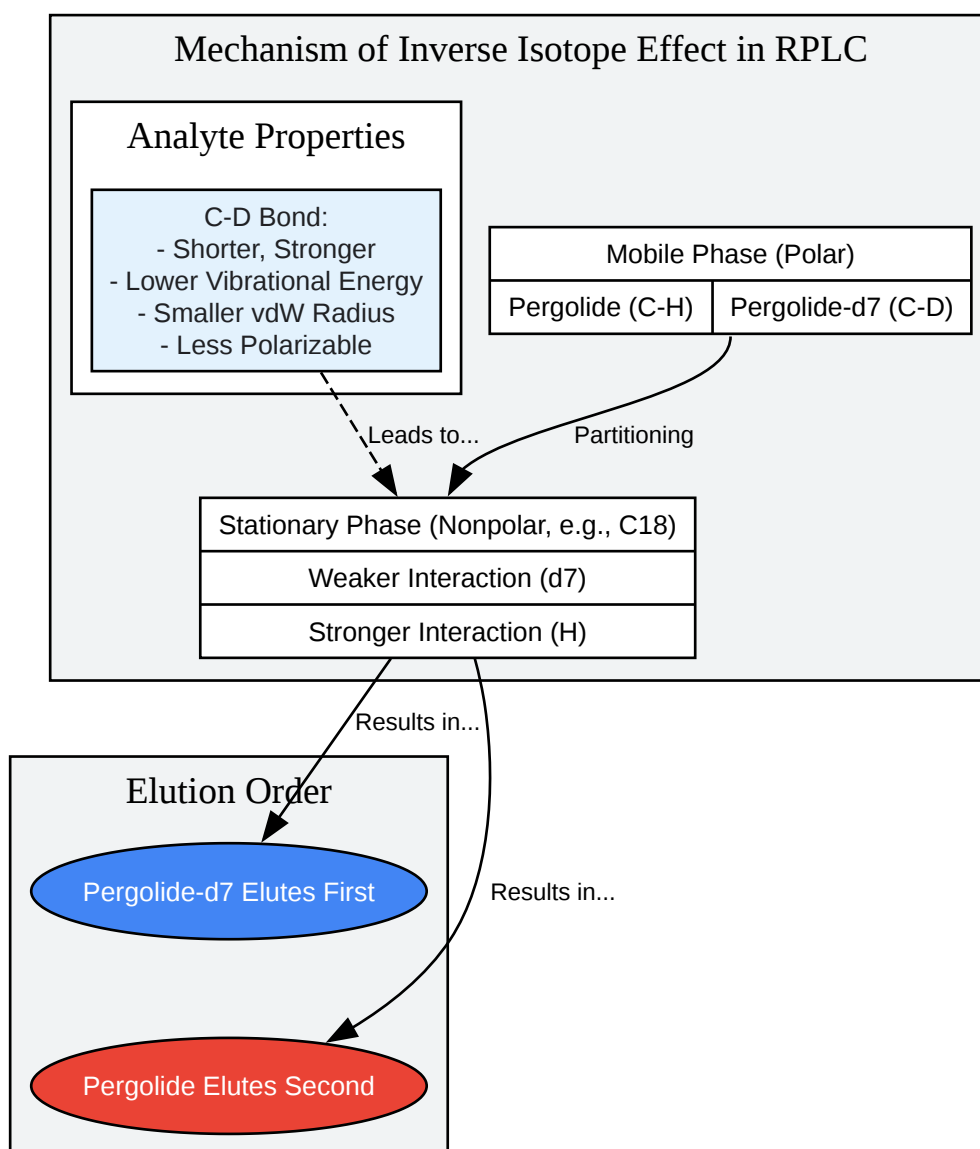 Mechanism of Inverse Isotope Effect in RPLC
Analyte Properties
C-D Bond:
- Shorter, Stronger
- Lower Vibrational Energy
- Smaller vdW Radius
- Less Polarizable
Mobile Phase (Polar)
Pergolide (C-H)
Pergolide-d7 (C-D)
Leads to...
Partitioning
Stationary Phase (Nonpolar, e.g., C18)
Weaker Interaction (d7)
Stronger Interaction (H)
Results in...
Elution Order
Pergolide-d7 Elutes First
Results in...
Pergolide Elutes Second